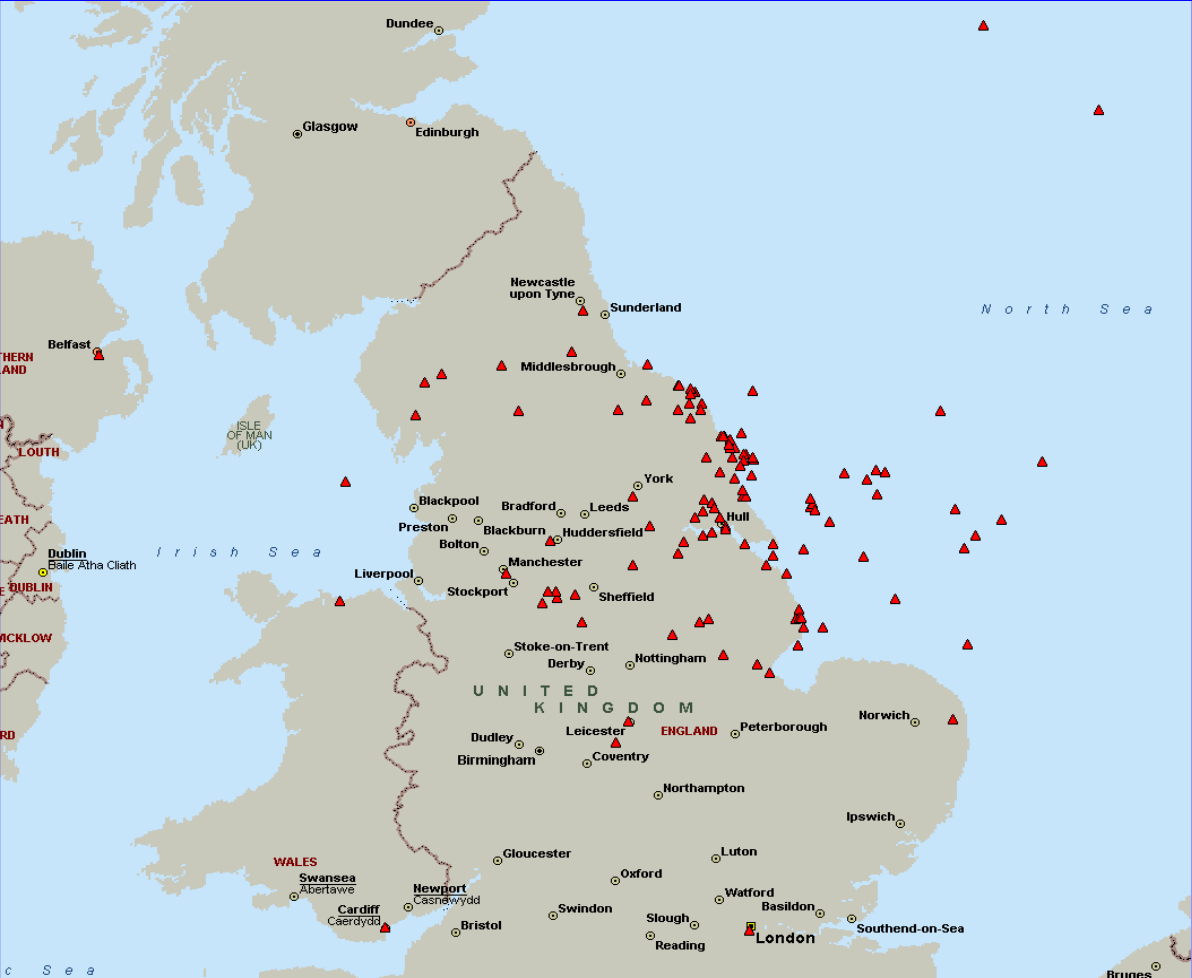 Dundee
Glasgow
Edinburgh
Newcastle
upon Tyne
Sunderland
North Sea
Belfast
THERN
AND
Middlesbrough
ISLE
OF MAN
(UK)
LOUTH
York
Blackpool
Bradford
Leeds
Preston
Blackburn
Huddersfield
Hull
EATH
Bolton
Irish Sea
Dublin
Baile Atha Cliath
Manchester
Liverpool
E DUBLIN
Stockport
Sheffield
WICKLOW
Stoke-on-Trent
Derby
Nottingham
UNITED
KINGDOM
Norwich
RD
Leicester
ENGLAND
Peterborough
Dudley
Birmingham
Coventry
Northampton
Ipswich
Gloucester
Luton
WALES
Swansea
Abertawe
Oxford
Newport
Casnewydd
Watford
Cardiff
Caerdydd
Swindon
Basildon
Slough
Bristol
Southend-on-Sea
London
Reading
c Sea
Bruges